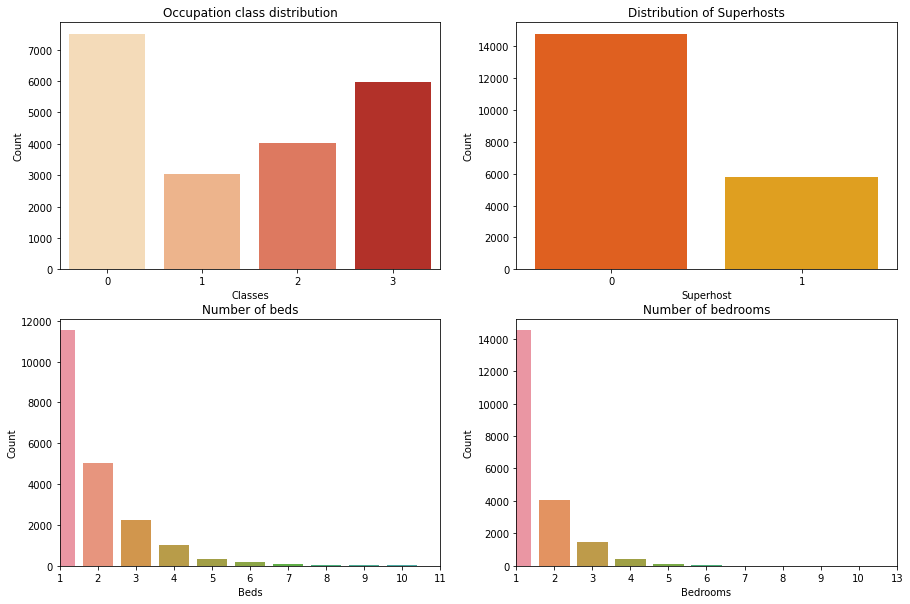 Occupation class distribution
7000
6000
5000
4000
3000
2000
1000
0
Count
0 1 2 3
Classes
Distribution of Superhosts
14000
12000
10000
8000
6000
4000
2000
0
Count
0 1
Superhost
Number of beds
12000
10000
8000
6000
4000
2000
0
Count
1 2 3 4 5 6 7 8 9 10 11
Beds
Number of bedrooms
14000
12000
10000
8000
6000
4000
2000
0
Count
1 2 3 4 5 6 7 8 9 10 13
Bedrooms